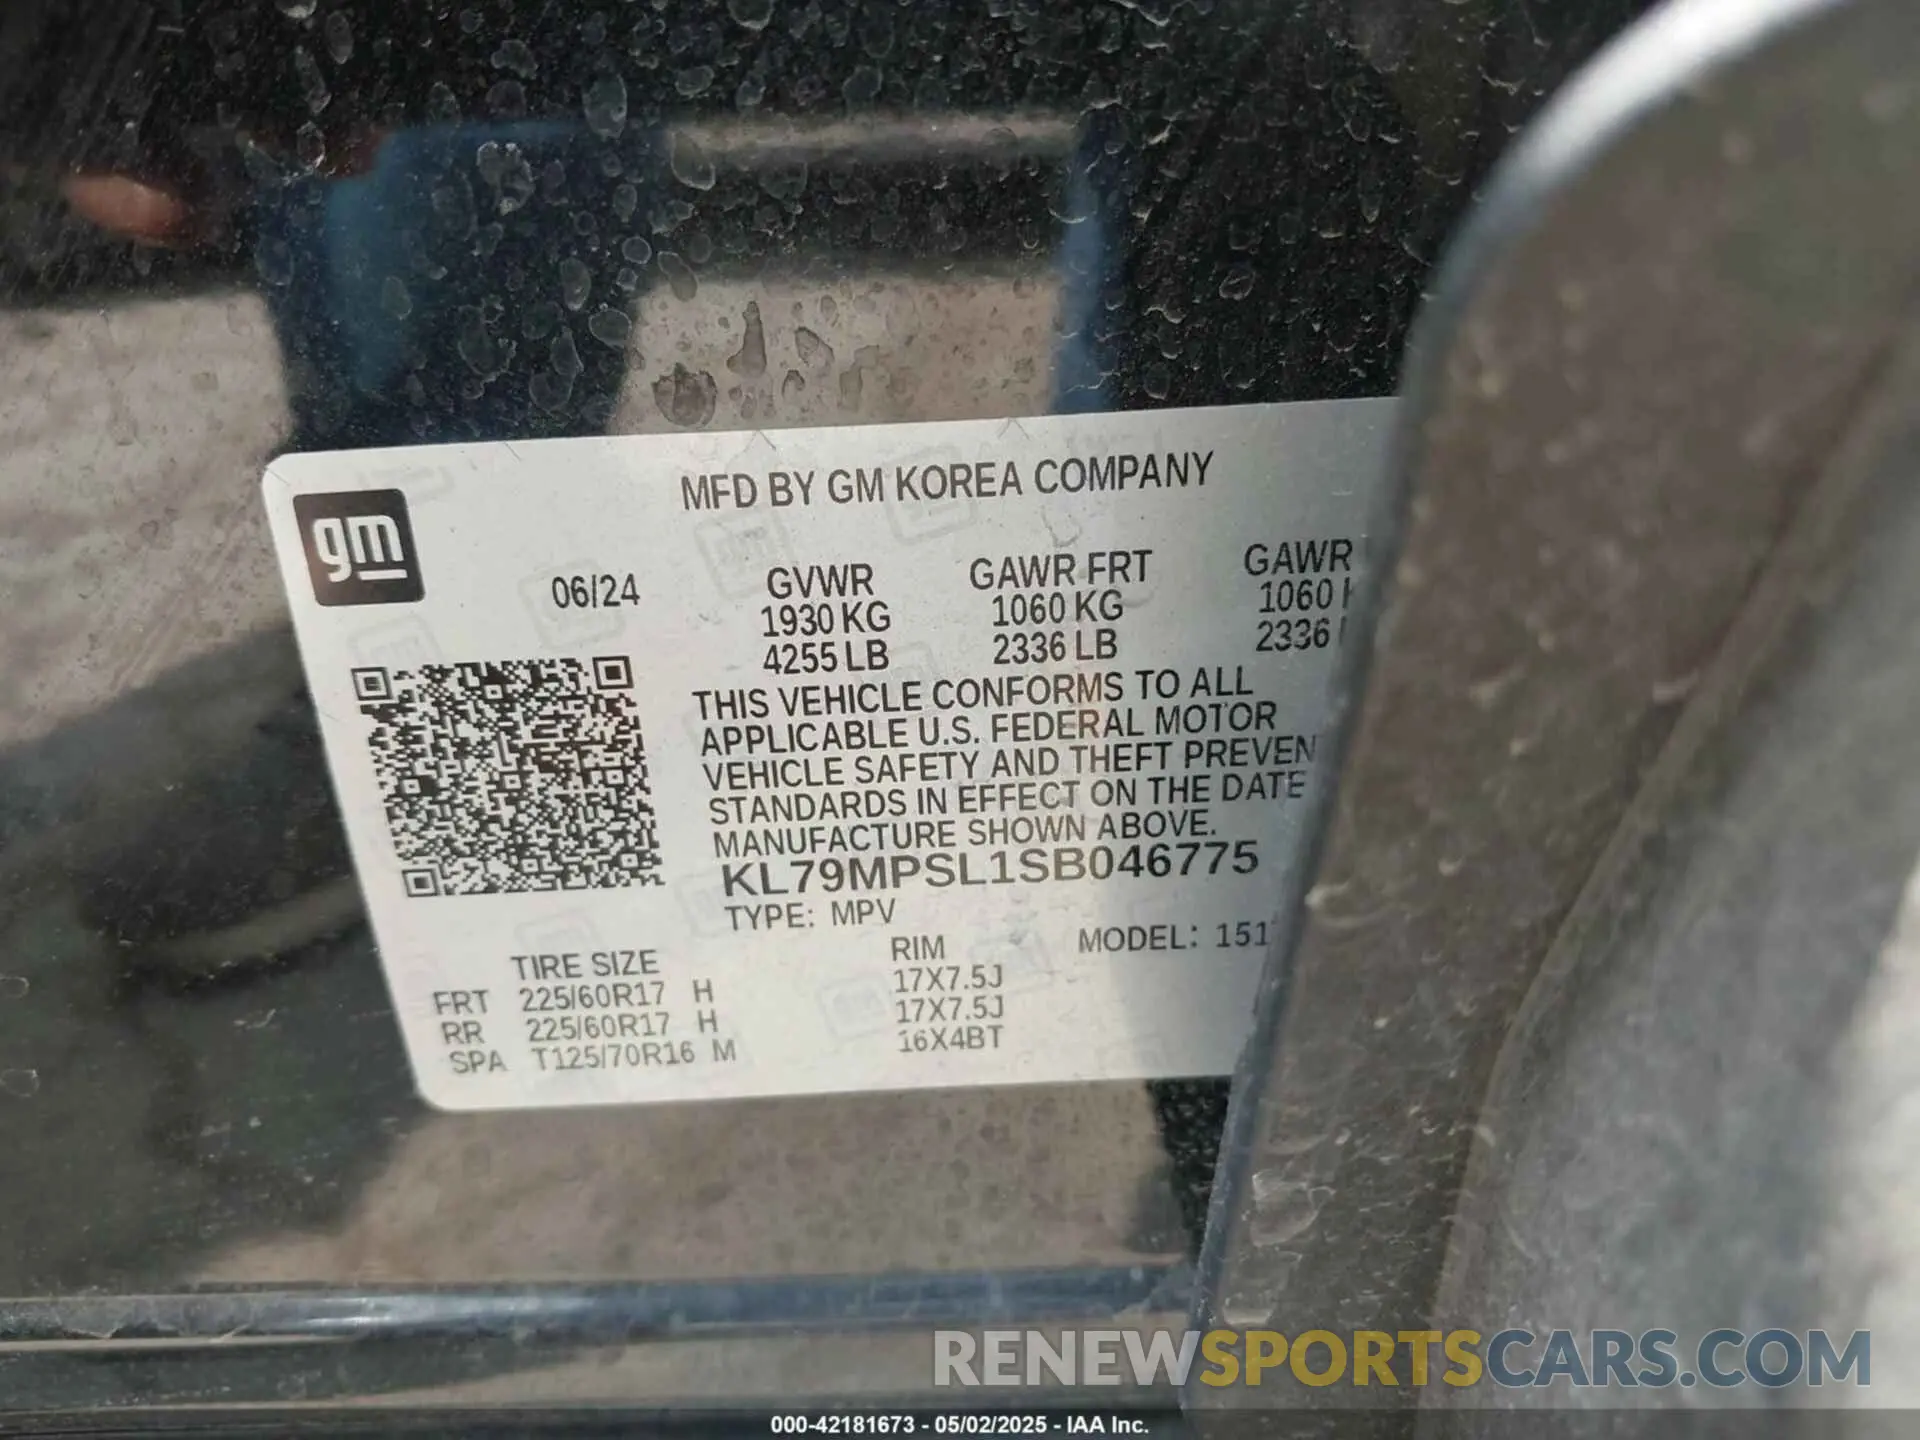 MFD BY GM KOREA COMPANY
gm
06/24
GVWR GAWR FRT GAWR
1930 KG 1060 KG 1060
4255 LB 2336 LB 2336
THIS VEHICLE CONFORMS TO ALL
APPLICABLE U.S. FEDERAL MOTOR
VEHICLE SAFETY AND THEFT PREVEN
STANDARDS IN EFFECT ON THE DATE
MANUFACTURE SHOWN ABOVE.
KL79MPSL1SB046775
TYPE: MPV
TIRE SIZE RIM MODEL: 151
FRT 225/60R17 H 17X7.5J
RR 225/60R17 H 17X7.5J
SPA T125/70R16 M 16X4BT
RENEWSPORTSCARS.COM
000-42181673 - 05/02/2025 - IAA Inc.